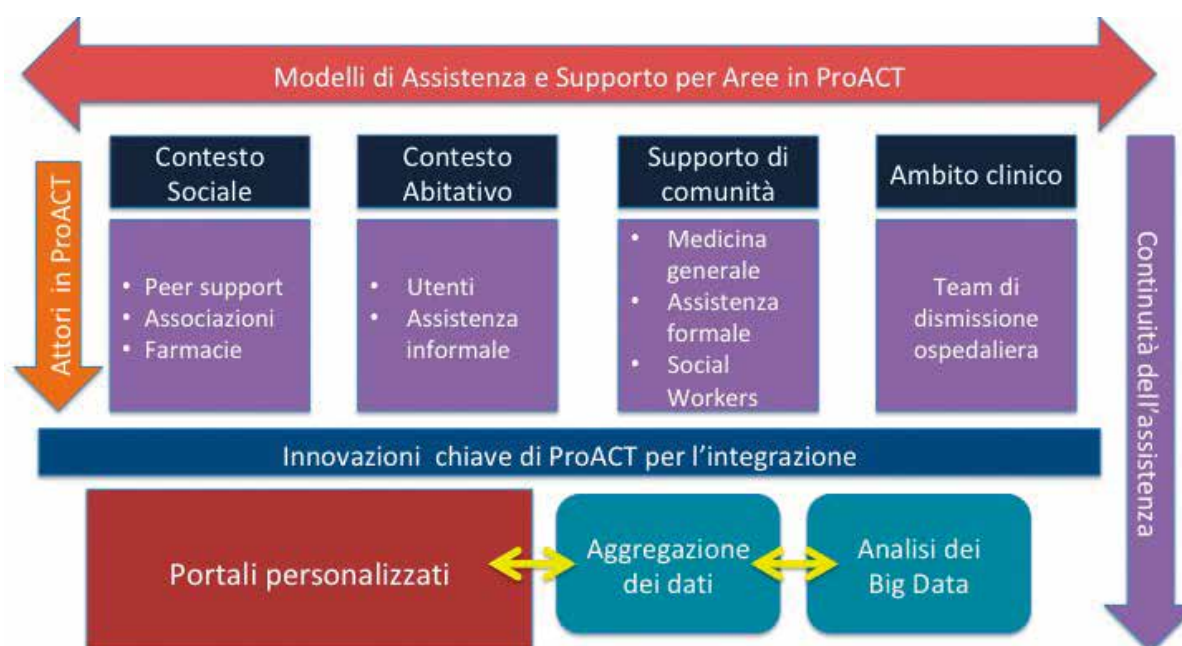 Modelli di Assistenza e Supporto per Aree in ProACT
Attori in ProACT
Contesto
Sociale
• Peer support
• Associazioni
• Farmacie
Contesto
Abitativo
• Utenti
• Assistenza
informale
Supporto di
comunità
• Medicina
generale
• Assistenza
formale
• Social
Workers
Ambito clinico
Team di
dismissione
ospedaliera
Continuità dell'assistenza
Innovazioni chiave di ProACT per l'integrazione
Portali personalizzati
Aggregazione
dei dati
Analisi dei
Big Data